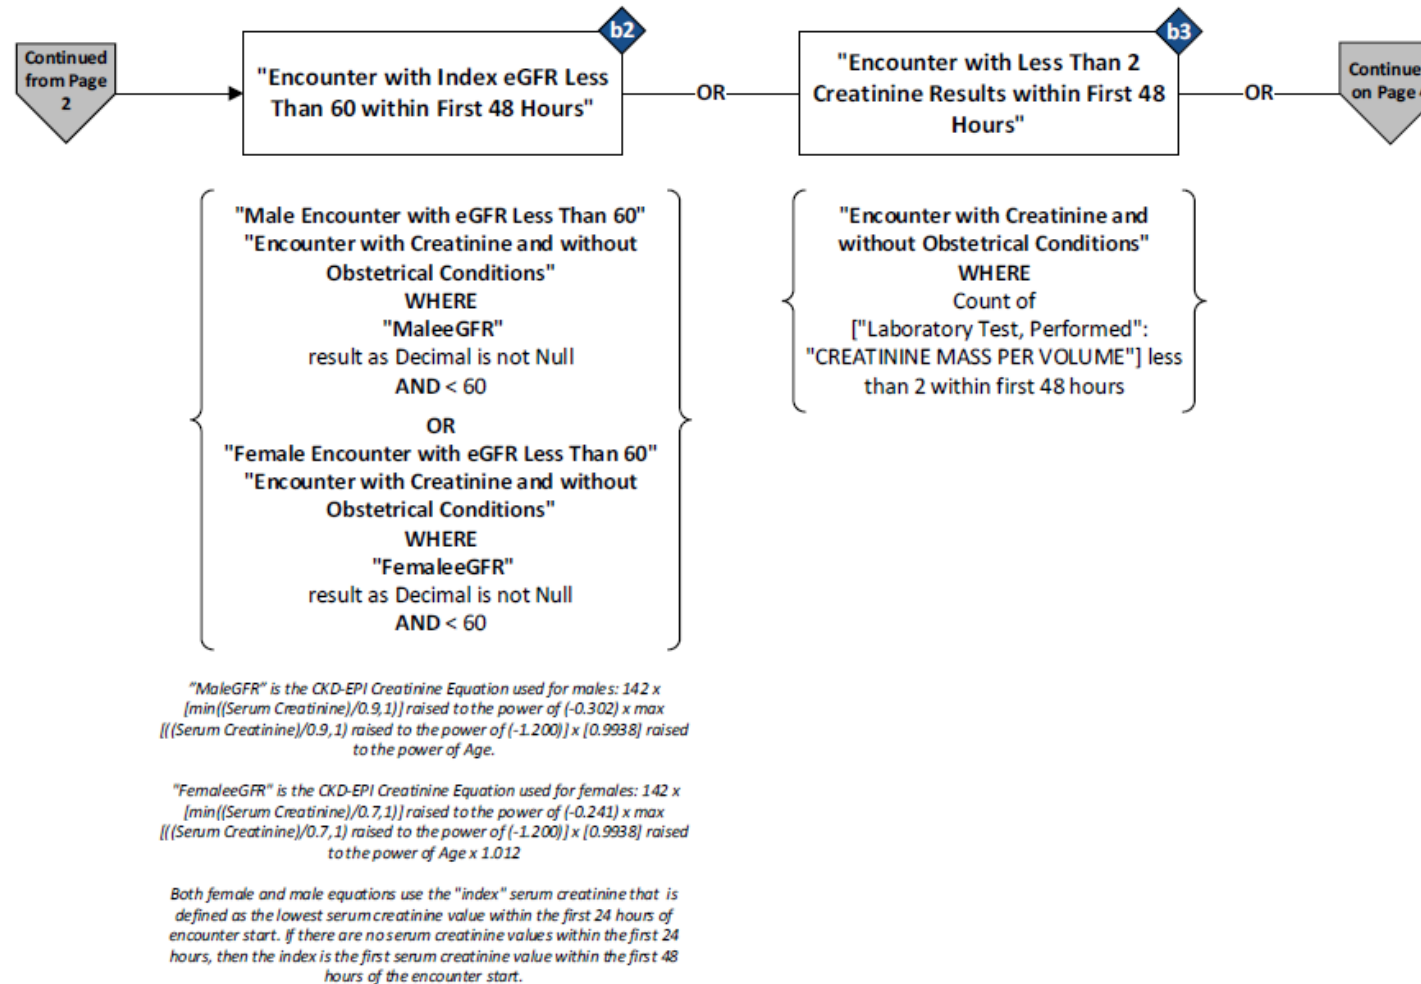 Continued
from Page
2
b2
"Encounter with Index eGFR Less
Than 60 within First 48 Hours"
OR
b3
"Encounter with Less Than 2
Creatinine Results within First 48
Hours"
OR
Continue
on Page
"Male Encounter with eGFR Less Than 60"
"Encounter with Creatinine and without
Obstetrical Conditions"
WHERE
"MaleeGFR"
result as Decimal is not Null
AND < 60
OR
"Female Encounter with eGFR Less Than 60"
"Encounter with Creatinine and without
Obstetrical Conditions"
WHERE
"FemaleeGFR"
result as Decimal is not Null
AND < 60
"Encounter with Creatinine and
without Obstetrical Conditions"
WHERE
Count of
["Laboratory Test, Performed":
"CREATININE MASS PER VOLUME"] less
than 2 within first 48 hours
"MaleGFR" is the CKD-EPI Creatinine Equation used for males: 142 x
[min((Serum Creatinine)/0.9,1)] raised to the power of (-0.302) x max
[((Serum Creatinine)/0.9,1) raised to the power of (-1.200)] x [0.9938] raised
to the power of Age.
"FemaleeGFR" is the CKD-EPI Creatinine Equation used for females: 142 x
[min((Serum Creatinine)/0.7,1)] raised to the power of (-0.241) x max
[((Serum Creatinine)/0.7,1) raised to the power of (-1.200)] x [0.9938] raised
to the power of Age x 1.012
Both female and male equations use the "index" serum creatinine that is
defined as the lowest serum creatinine value within the first 24 hours of
encounter start. If there are no serum creatinine values within the first 24
hours, then the index is the first serum creatinine value within the first 48
hours of the encounter start.